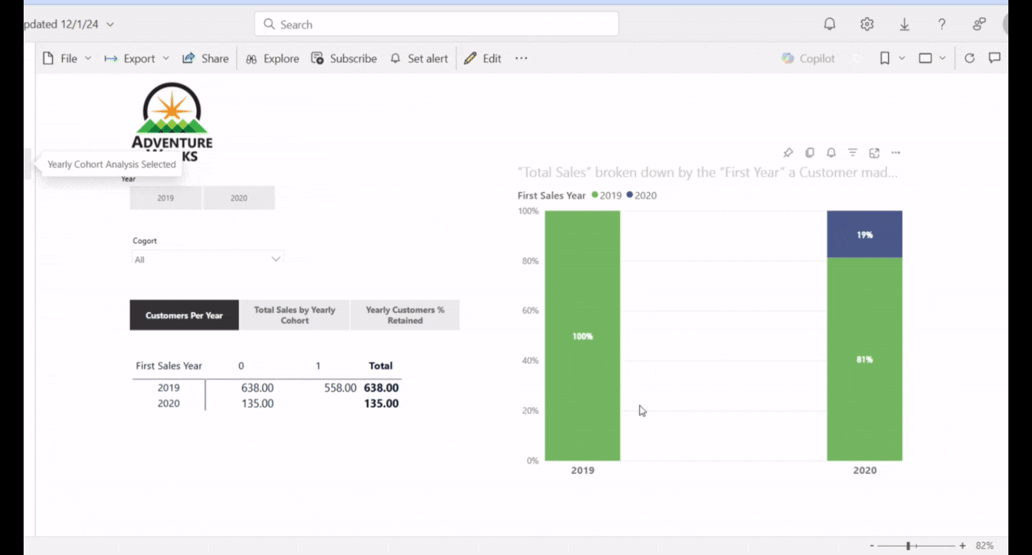 pdated 12/1/24
Search
File Export Share Explore Subscribe Set alert Edit ... Copilot
ADVENTURE
KS
Yearly Cohort Analysis Selected
Year
2019 2020
Cogort
All
Customers Per Year
Total Sales by Yearly
Cohort
Yearly Customers %
Retained
First Sales Year 0 1 Total
2019 638.00 558.00 638.00
2020 135.00 135.00
"Total Sales" broken down by the "First Year" a Customer mad...
First Sales Year 2019 2020
100%
80%
60%
40%
20%
0%
100%
19%
81%
2019 2020
- + 82%